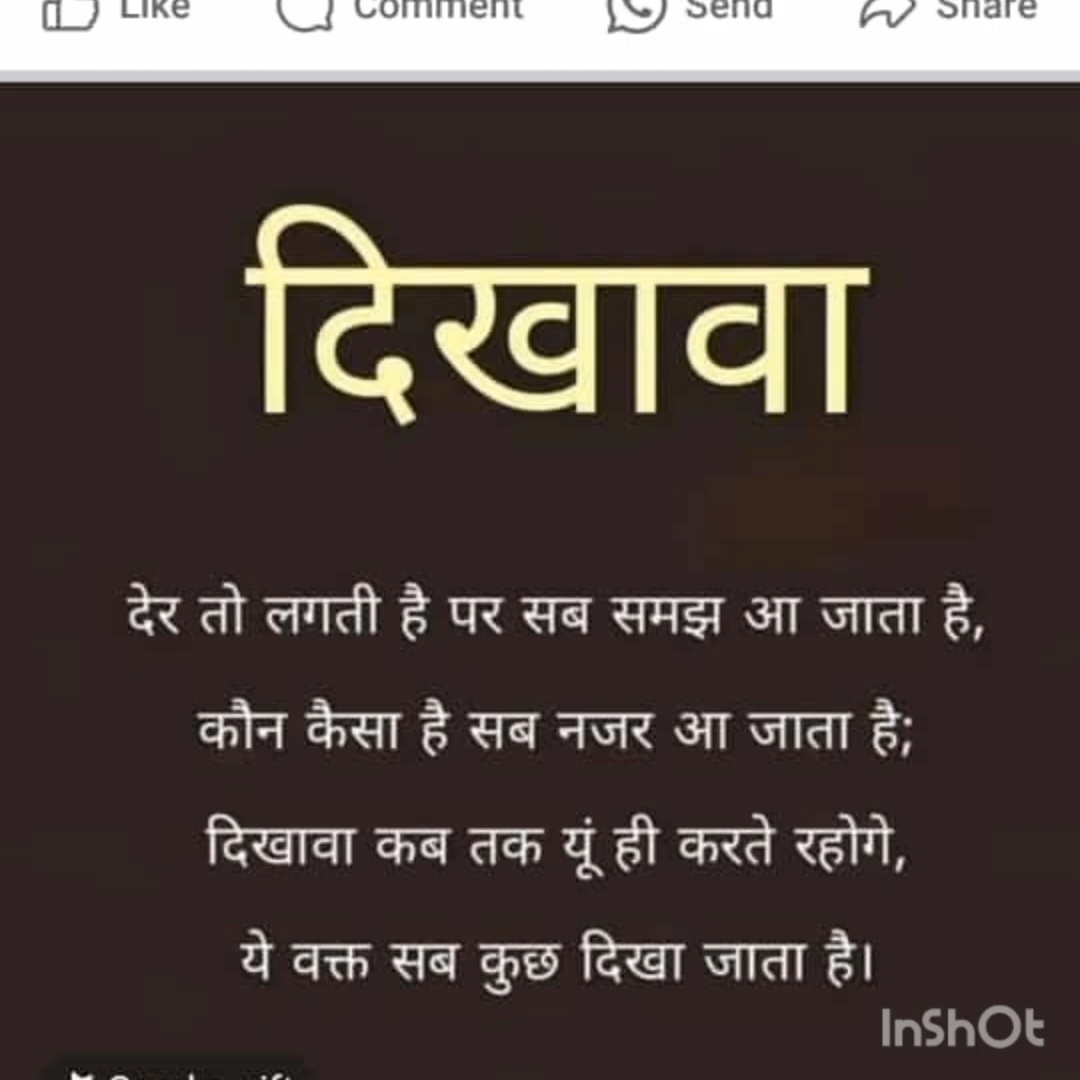 Like Comment Send Share
दिखावा
देर तो लगती है पर सब समझ आ जाता है,
कौन कैसा है सब नजर आ जाता है;
दिखावा कब तक यूं ही करते रहोगे,
ये वक्त सब कुछ दिखा जाता है।
InShOt